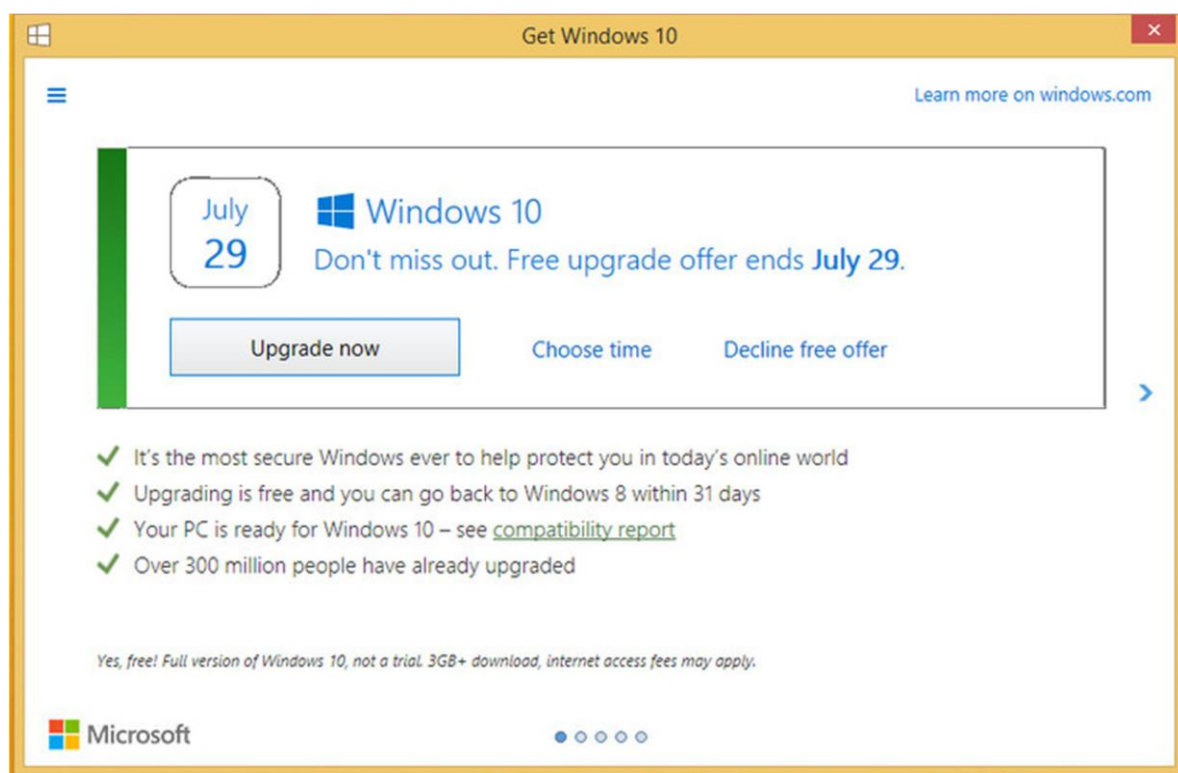 Get Windows 10
Learn more on windows.com
July
29
Windows 10
Don't miss out. Free upgrade offer ends July 29.
Upgrade now Choose time Decline free offer
It's the most secure Windows ever to help protect you in today's online world
Upgrading is free and you can go back to Windows 8 within 31 days
Your PC is ready for Windows 10 – see compatibility report
Over 300 million people have already upgraded
Yes, free! Full version of Windows 10, not a trial. 3GB+ download, internet access fees may apply.
Microsoft